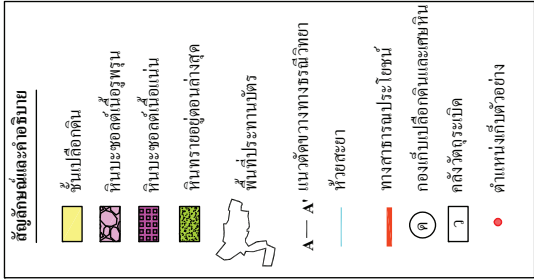 สัญลักษณ์และคำอธิบาย
ชั้นเปลือกดิน
หินบะซอลต์เนื้อรูพรุน
หินบะซอลต์เนื้อแน่น
หินทรายอยู่ตอนล่างสุด
พื้นที่ประทานบัตร
A — A' แนวตัดขวางทางธรณีวิทยา
ห้วยสะยา
ทางสาธารณประโยชน์
ด กองเก็บเปลือกดินและเศษหิน
ว คลังวัตถุระเบิด
ตำแหน่งเก็บตัวอย่าง